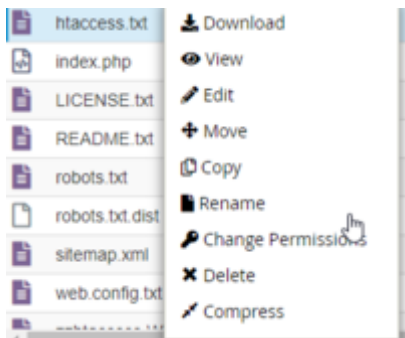 htaccess.txt
index.php
LICENSE.txt
README.txt
robots.txt
robots.txt.dist
sitemap.xml
web.config.txt
Download
View
Edit
Move
Copy
Rename
Change Permissions
Delete
Compress